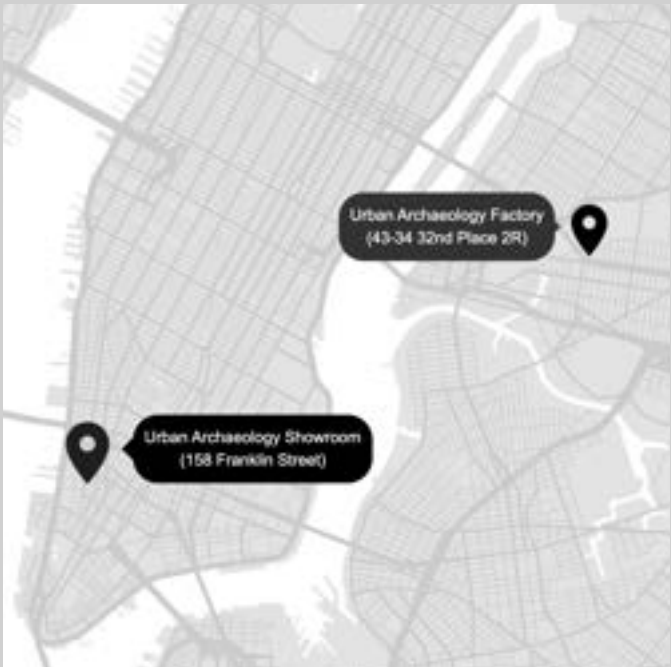 Urban Archaeology Factory
(43-34 32nd Place 2R)
Urban Archaeology Showroom
(158 Franklin Street)